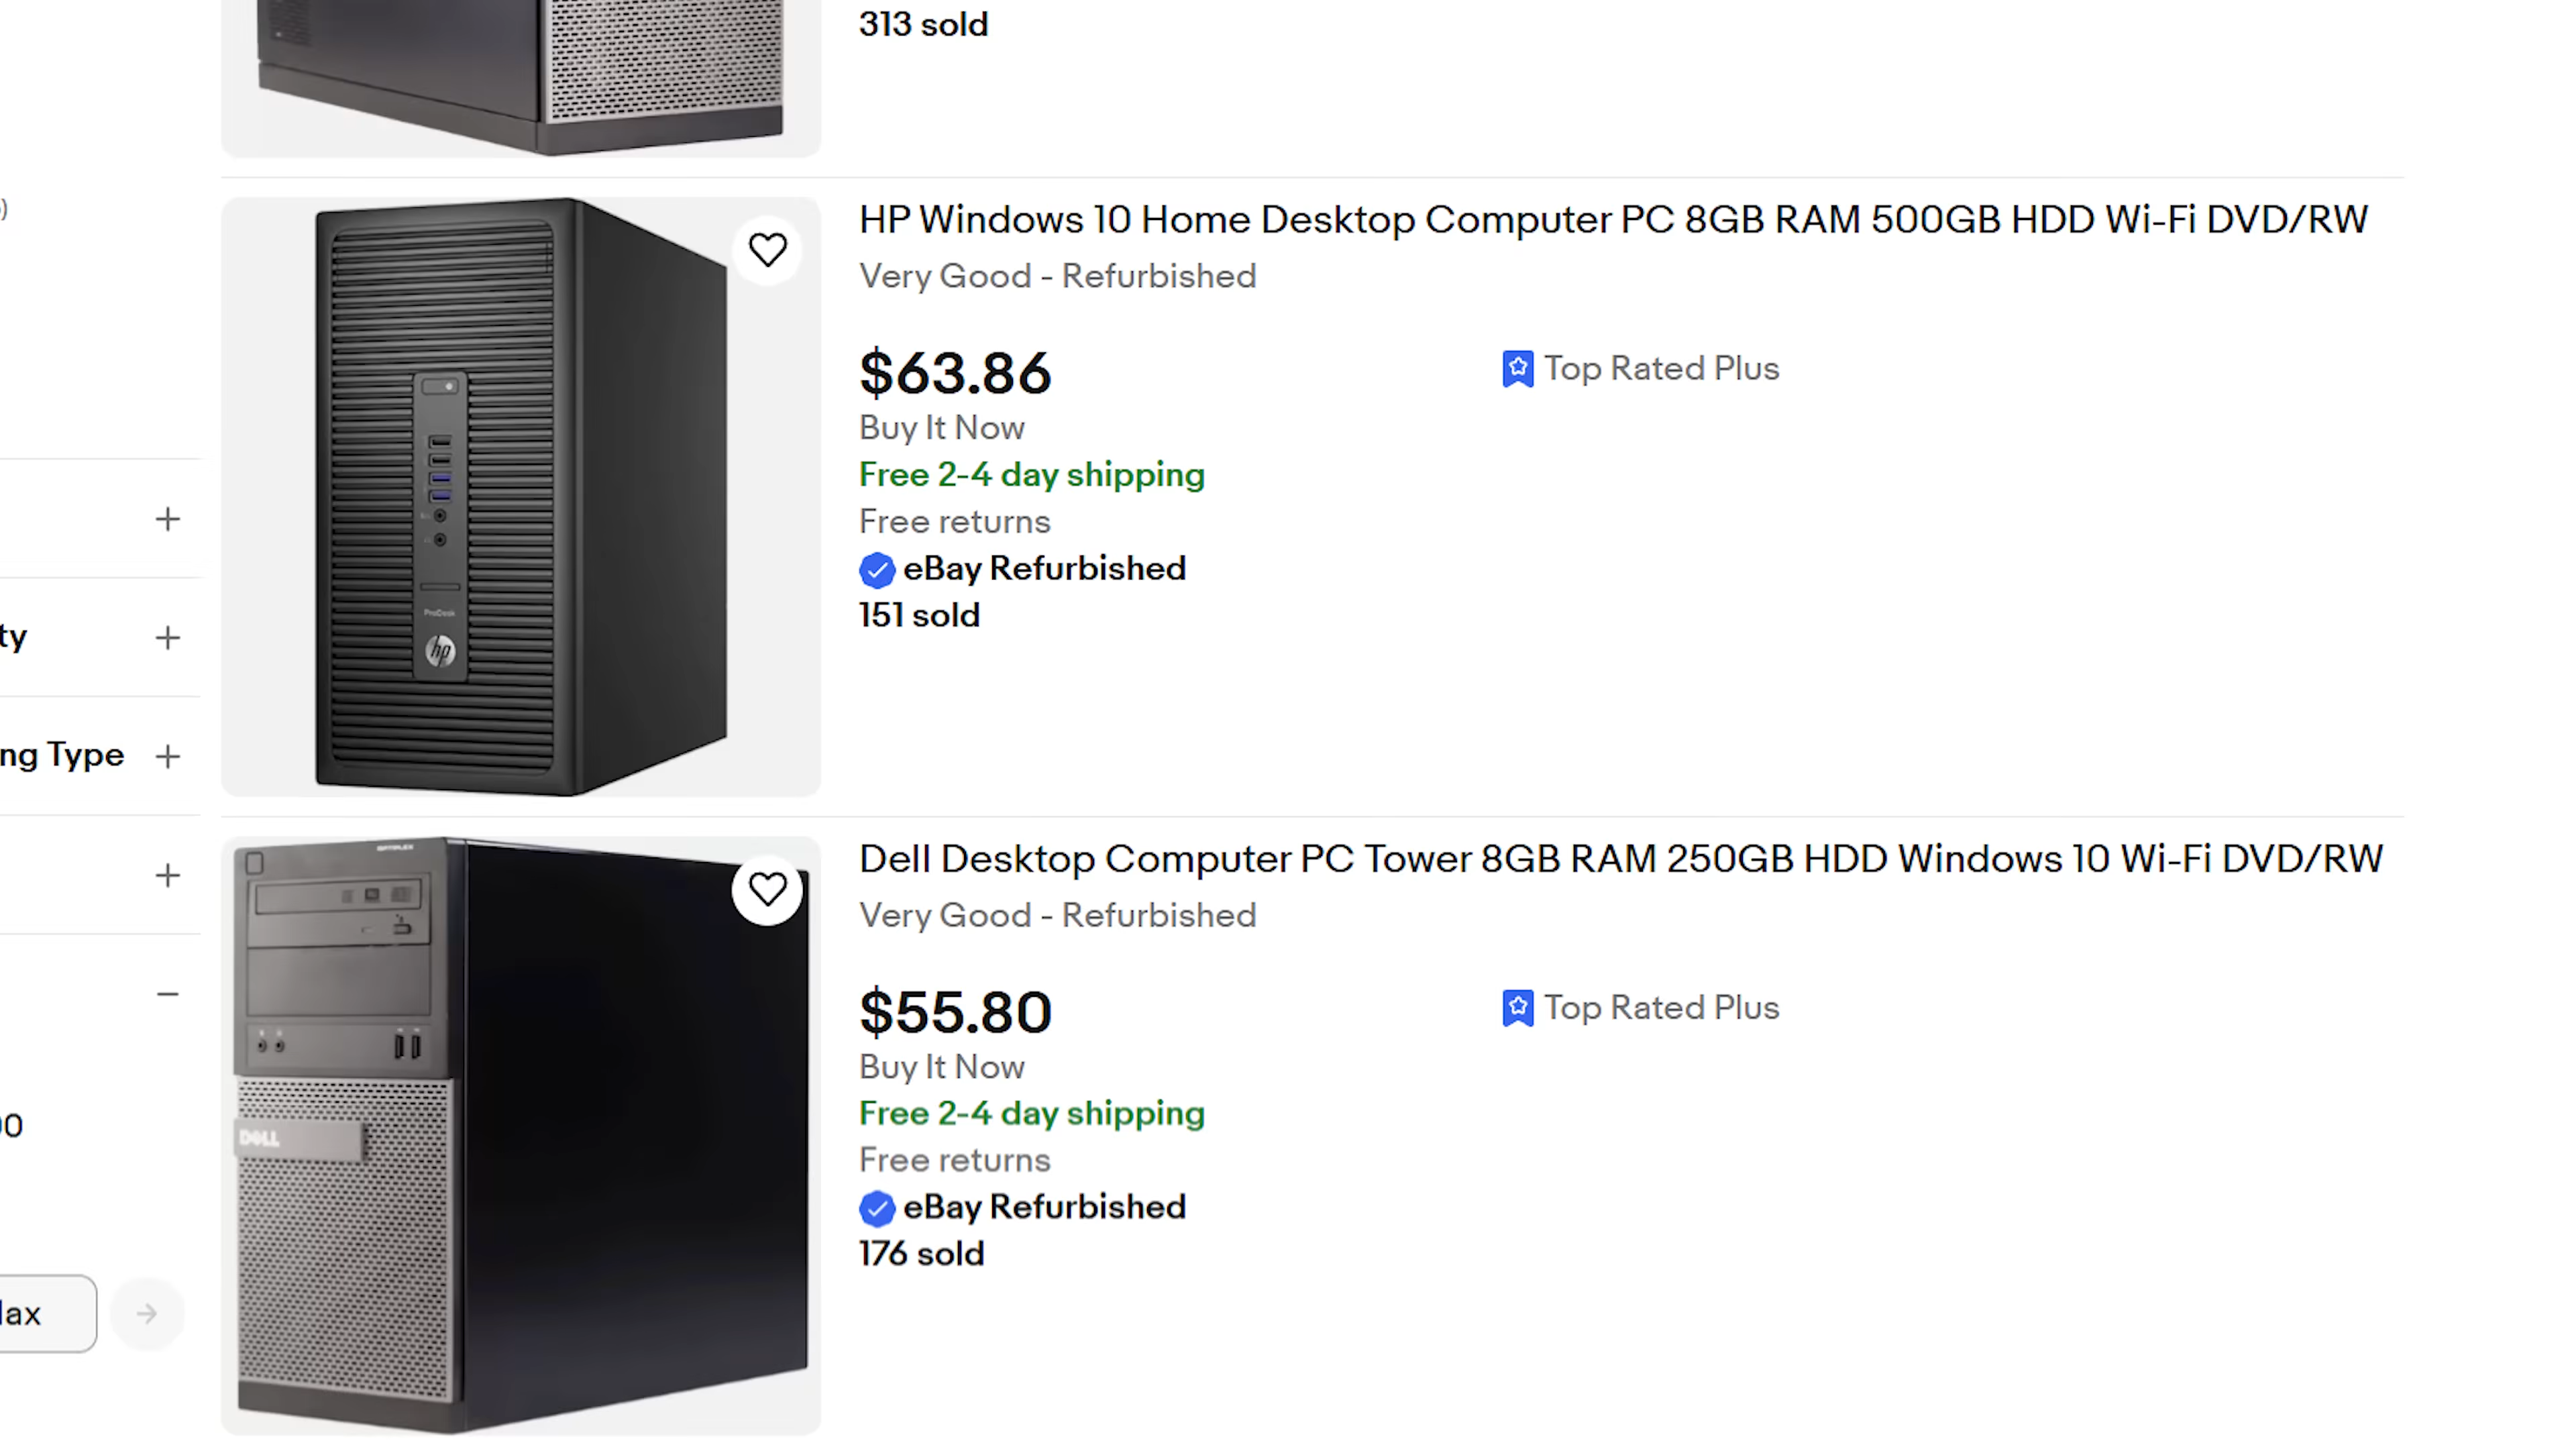 313 sold
HP Windows 10 Home Desktop Computer PC 8GB RAM 500GB HDD Wi-Fi DVD/RW
Very Good - Refurbished
$63.86
Top Rated Plus
Buy It Now
Free 2-4 day shipping
Free returns
eBay Refurbished
151 sold
ProDesk
hp
ty
ng Type
Dell Desktop Computer PC Tower 8GB RAM 250GB HDD Windows 10 Wi-Fi DVD/RW
Very Good - Refurbished
$55.80
Top Rated Plus
Buy It Now
Free 2-4 day shipping
Free returns
eBay Refurbished
176 sold
OPTIPLEX
DELL